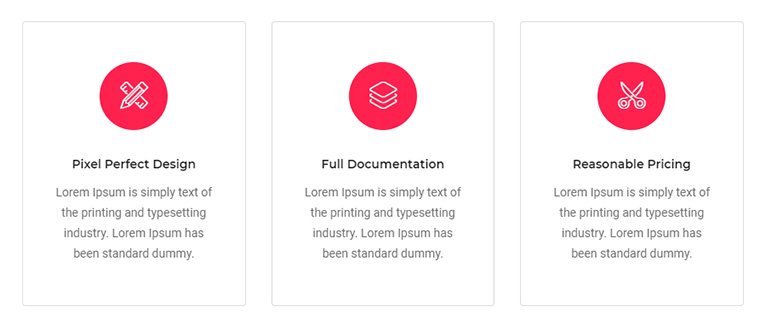 Pixel Perfect Design
Lorem Ipsum is simply text of
the printing and typesetting
industry. Lorem Ipsum has
been standard dummy.
Full Documentation
Lorem Ipsum is simply text of
the printing and typesetting
industry. Lorem Ipsum has
been standard dummy.
Reasonable Pricing
Lorem Ipsum is simply text of
the printing and typesetting
industry. Lorem Ipsum has
been standard dummy.